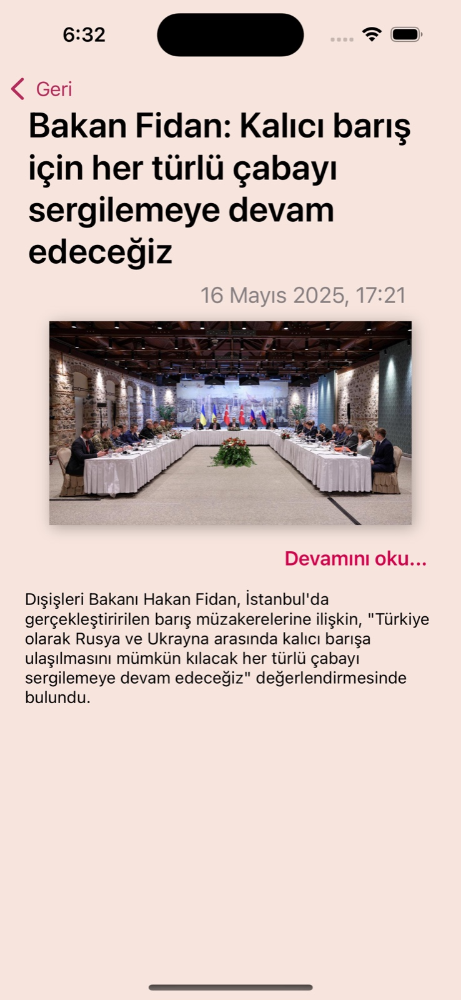 6:32
Geri
Bakan Fidan: Kalıcı barış
için her türlü çabayı
sergilemeye devam
edeceğiz
16 Mayıs 2025, 17:21
Devamını oku...
Dışişleri Bakanı Hakan Fidan, İstanbul'da
gerçekleştiririlen barış müzakerelerine ilişkin, "Türkiye
olarak Rusya ve Ukrayna arasında kalıcı barışa
ulaşılmasını mümkün kılacak her türlü çabayı
sergilemeye devam edeceğiz" değerlendirmesinde
bulundu.